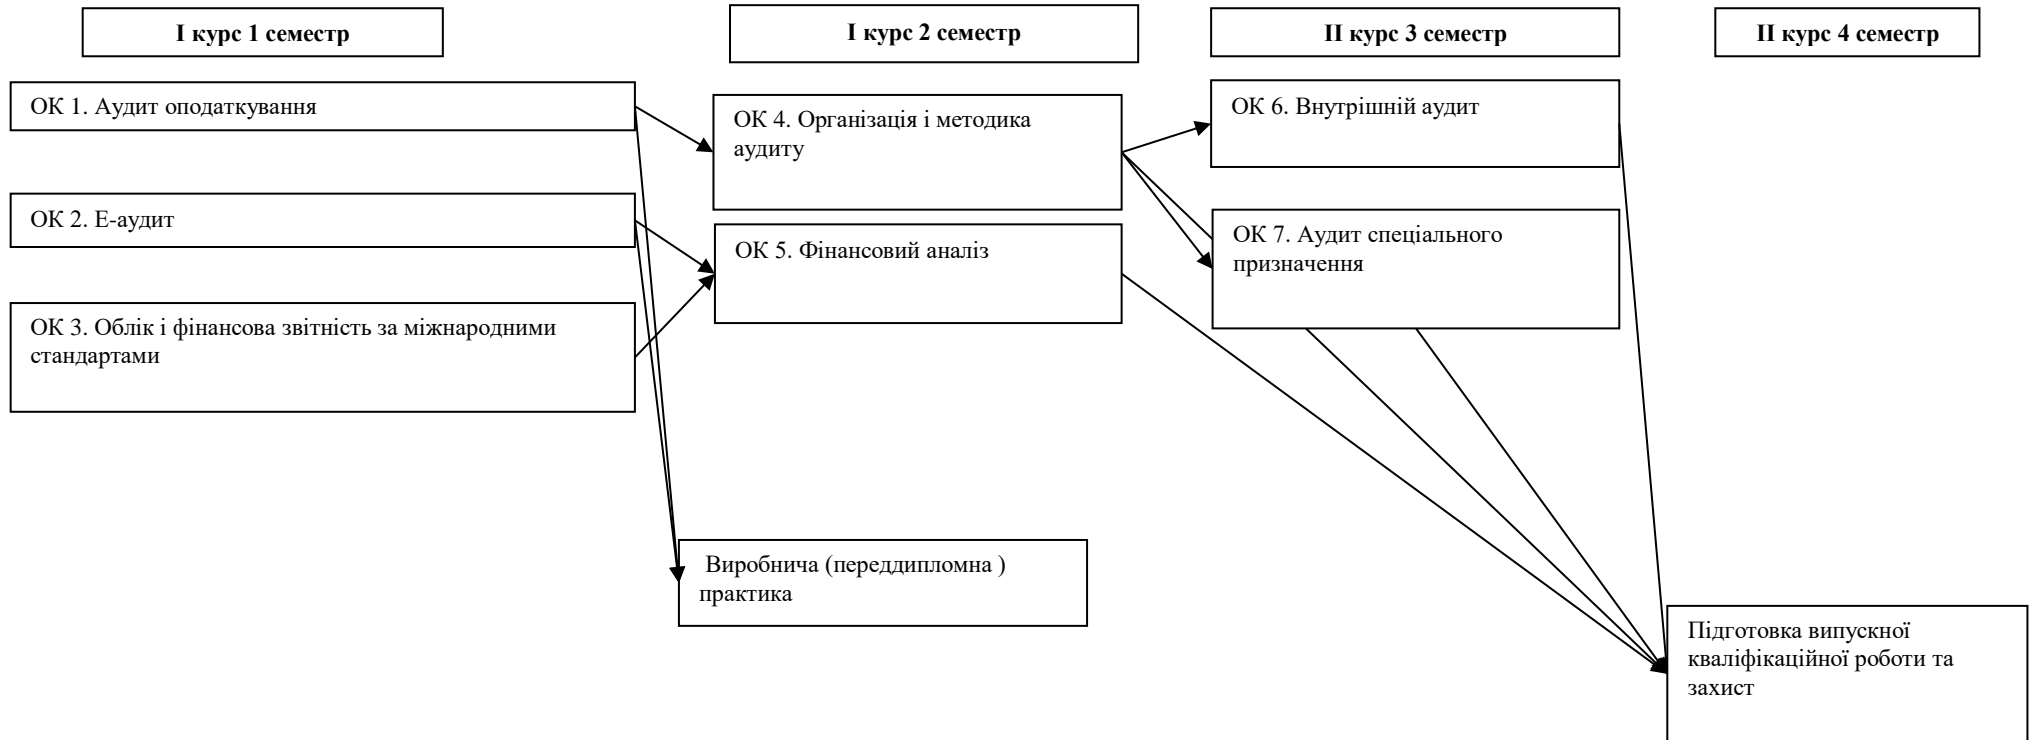 І курс 1 семестр
І курс 2 семестр
ІІ курс 3 семестр
ІІ курс 4 семестр
ОК 1. Аудит оподаткування
ОК 2. Е-аудит
ОК 3. Облік і фінансова звітність за міжнародними
стандартами
ОК 4. Організація і методика
аудиту
ОК 5. Фінансовий аналіз
Виробнича (переддипломна )
практика
ОК 6. Внутрішній аудит
ОК 7. Аудит спеціального
призначення
Підготовка випускної
кваліфікаційної роботи та
захист